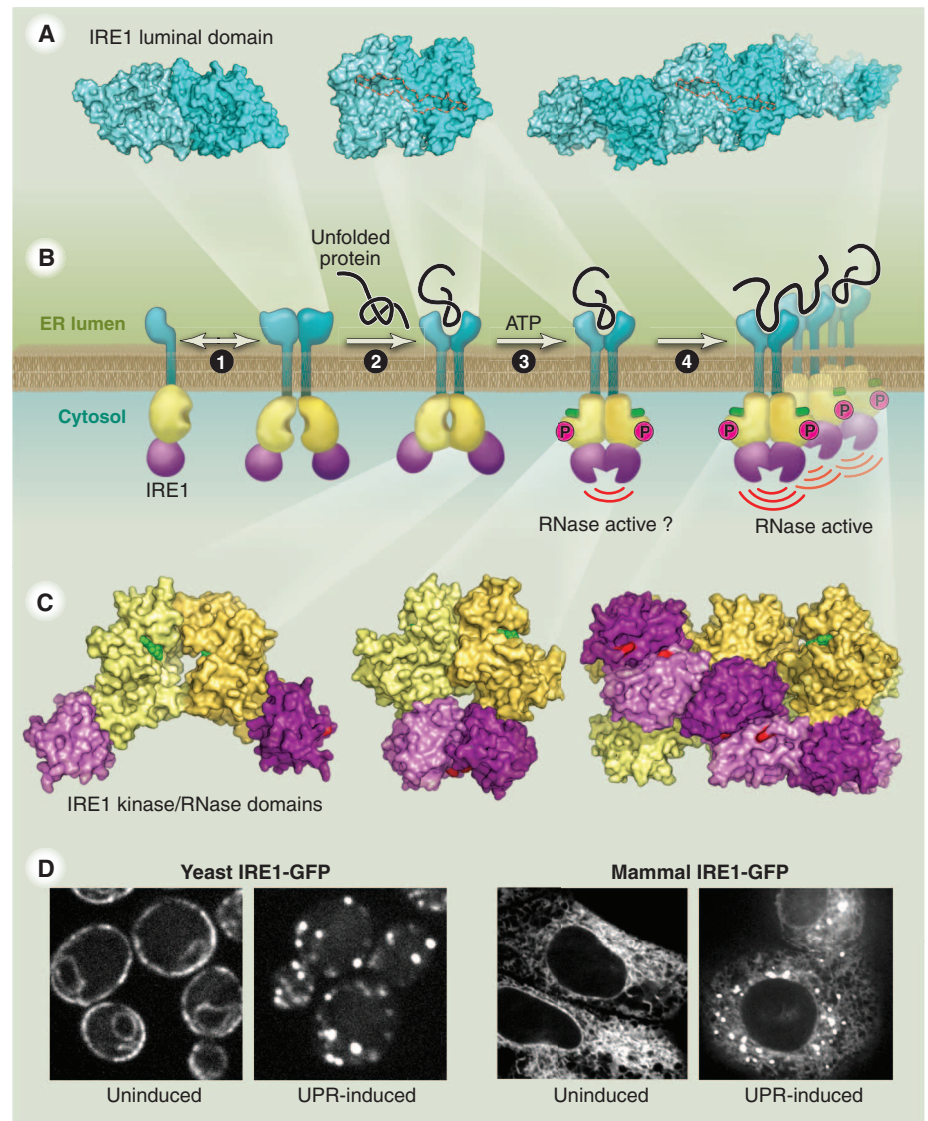 A
IRE1 luminal domain
B
Unfolded
protein
ER lumen
ATP
1
2
3
4
Cytosol
P
P
P
P
P
P
IRE1
RNase active ?
RNase active
C
IRE1 kinase/RNase domains
D
Yeast IRE1-GFP
Mammal IRE1-GFP
Uninduced
UPR-induced
Uninduced
UPR-induced